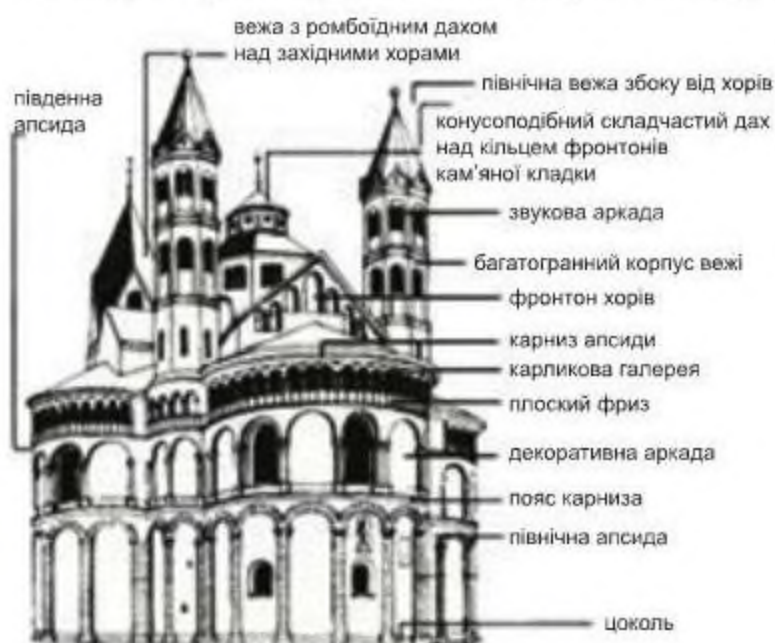 вежа з ромбоїдним дахом
над західними хорами
південна
апсида
північна вежа збоку від хорів
конусоподібний складчастий дах
над кільцем фронтонів
кам'яної кладки
звукова аркада
багатогранний корпус вежі
фронтон хорів
карниз апсиди
карликова галерея
плоский фриз
декоративна аркада
пояс карниза
північна апсида
цоколь